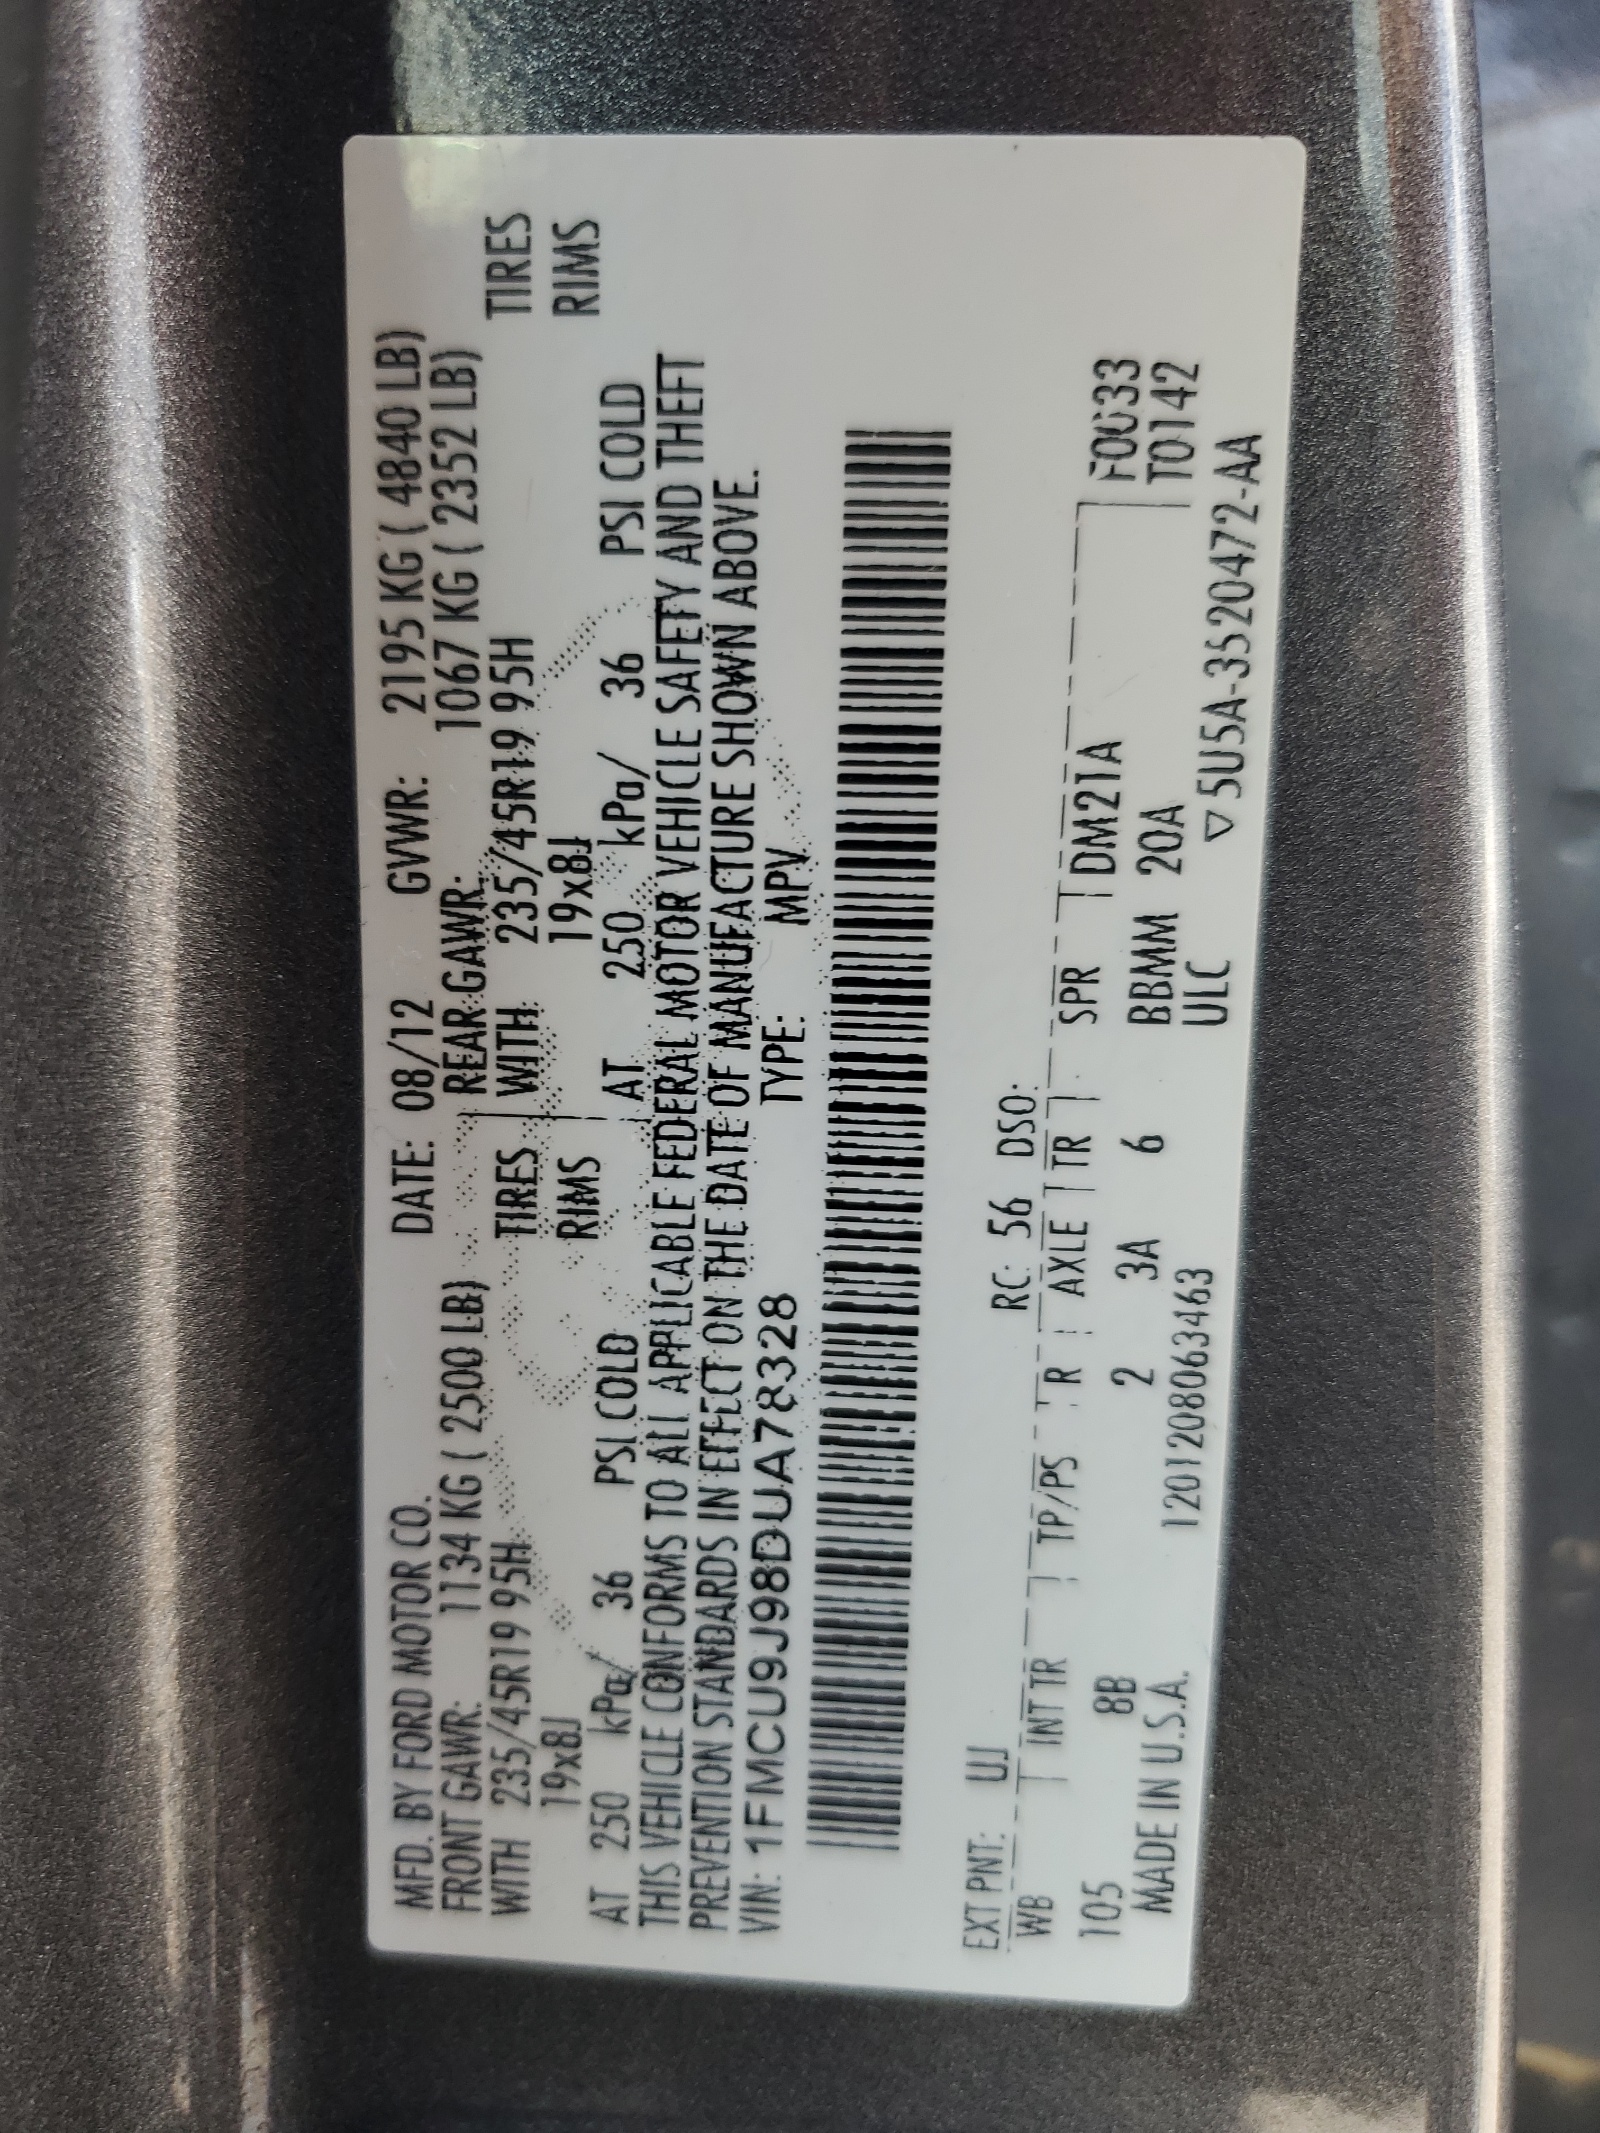 MFD. BY FORD MOTOR CO. DATE: 08/12 GVWR: 2195 KG ( 4840 LB)
FRONT GAWR: 1134 KG ( 2500 LB) REAR GAWR: 1067 KG ( 2352 LB)
WITH 235/45R19 95H TIRES WITH 235/45R19 95H TIRES
19x8J RIMS 19x8J RIMS
AT 250 kPa/ 36 PSI COLD AT 250 kPa/ 36 PSI COLD
THIS VEHICLE CONFORMS TO ALL APPLICABLE FEDERAL MOTOR VEHICLE SAFETY AND THEFT
PREVENTION STANDARDS IN EFFECT ON THE DATE OF MANUFACTURE SHOWN ABOVE.
VIN: 1FMCU9J98DUA78328 TYPE: MPV
EXT PNT: UJ RC: 56 DSO:
WB INT TR TP/PS R AXLE TR SPR DM21A F0033
105 8B 2 3A 6 BBMM 20A T0142
MADE IN U.S.A. ULC
120120806346​3 ▽5U5A-3520472-AA